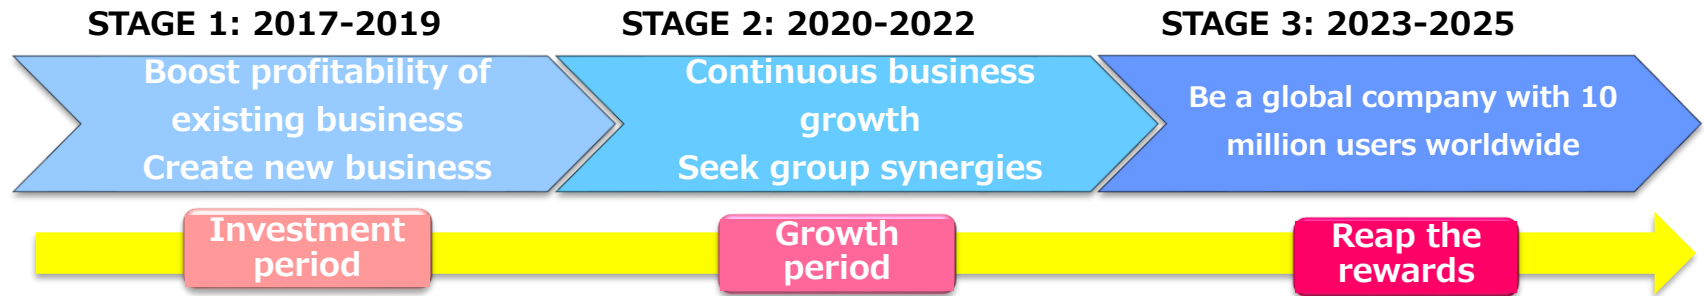 STAGE 1: 2017-2019
STAGE 2: 2020-2022
STAGE 3: 2023-2025
Boost profitability of
existing business
Create new business
Continuous business
growth
Seek group synergies
Be a global company with 10
million users worldwide
Investment
period
Growth
period
Reap the
rewards